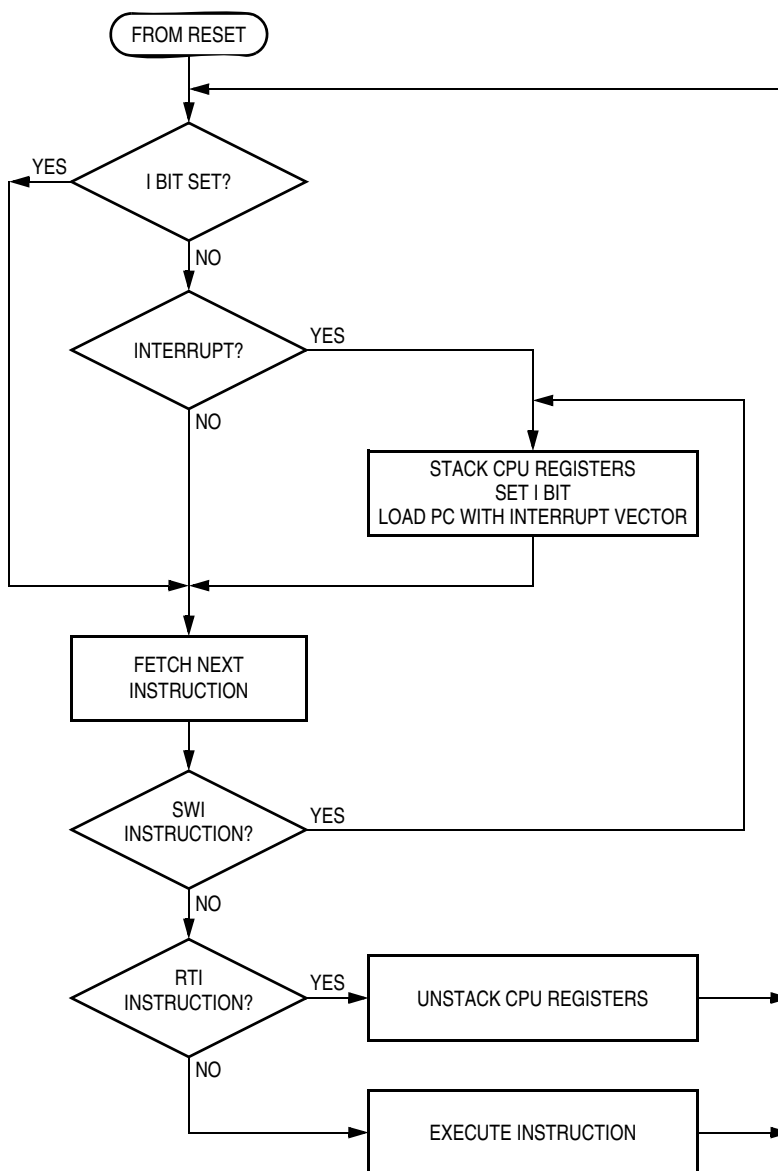 FROM RESET
YES
I BIT SET?
NO
INTERRUPT?
YES
NO
STACK CPU REGISTERS
SET I BIT
LOAD PC WITH INTERRUPT VECTOR
FETCH NEXT
INSTRUCTION
SWI
INSTRUCTION?
YES
NO
RTI
INSTRUCTION?
YES
UNSTACK CPU REGISTERS
NO
EXECUTE INSTRUCTION